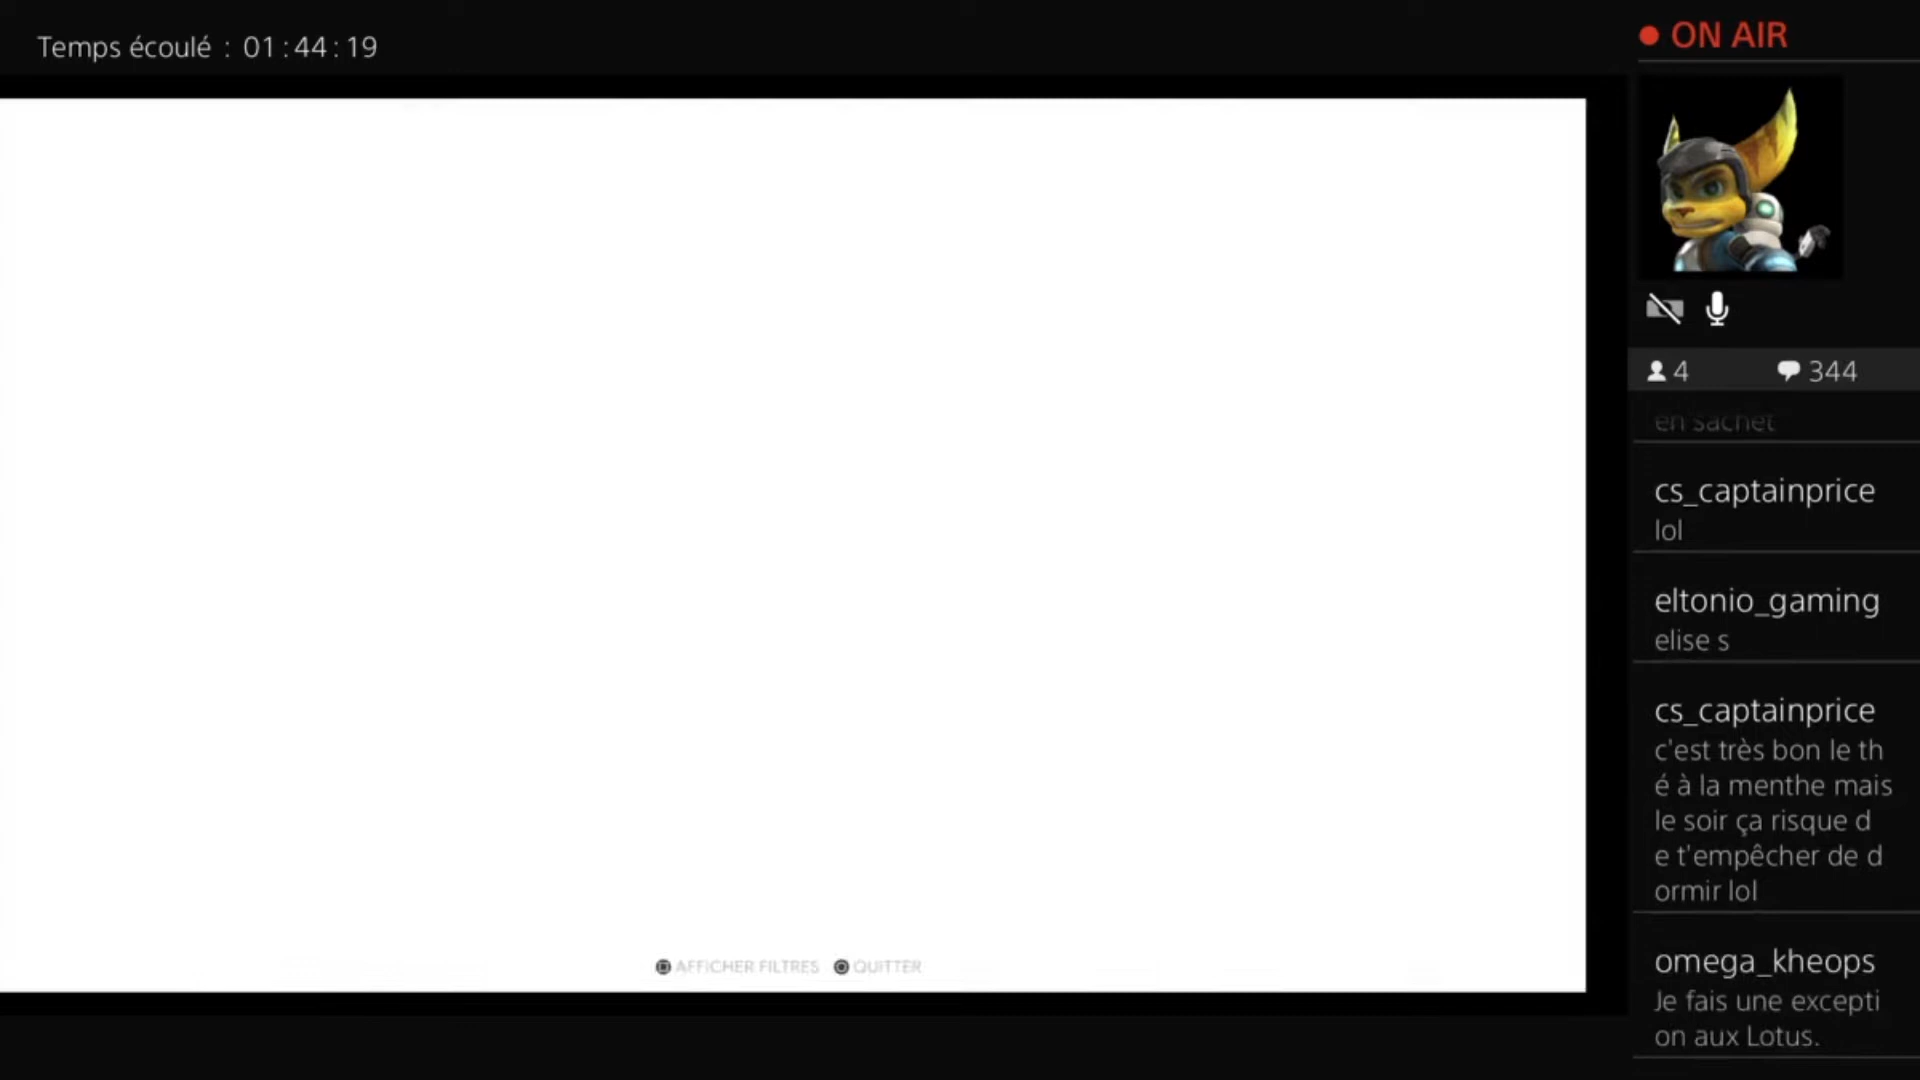 Temps écoulé : 01:44:19
ON AIR
4 344
en sachet
cs_captainprice
lol
eltonio_gaming
elise s
cs_captainprice
c'est très bon le th
é à la menthe mais
le soir ça risque d
e t'empêcher de d
ormir lol
omega_kheops
Je fais une excepti
on aux Lotus.
AFFICHER FILTRES QUITTER